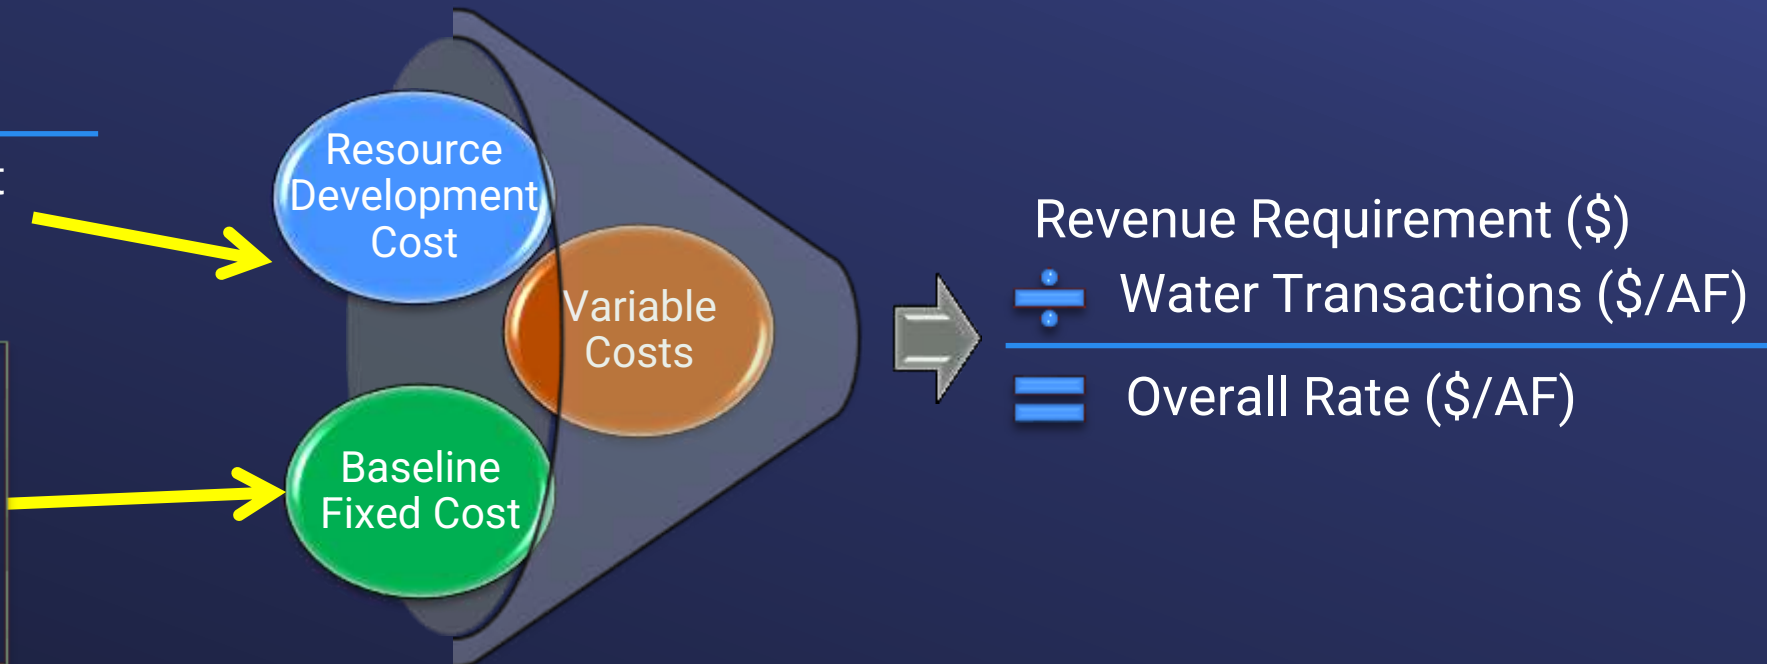 Resource
Development
Cost
Variable
Costs
Baseline
Fixed Cost
Revenue Requirement ($)
÷ Water Transactions ($/AF)
= Overall Rate ($/AF)